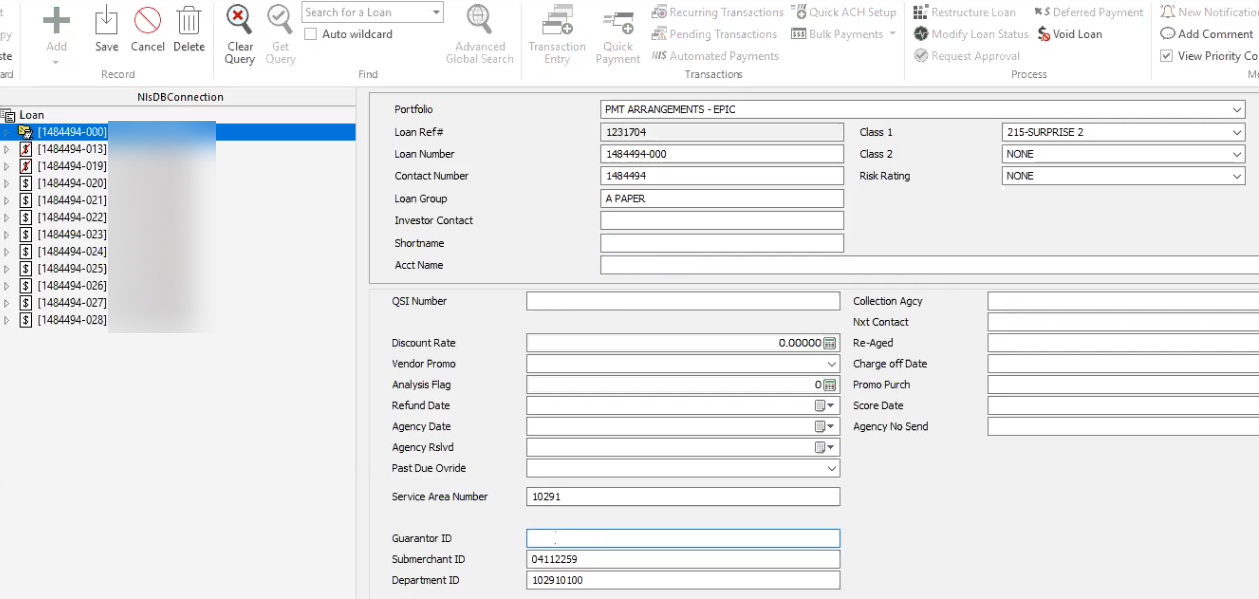 Search for a Loan
Recurring Transactions
Quick ACH Setup
Restructure Loan
Deferred Payment
New Notification
Add
Save
Cancel
Delete
Clear Query
Get Query
Auto wildcard
Advanced Global Search
Transaction Entry
Quick Payment
Pending Transactions
Bulk Payments
Modify Loan Status
Void Loan
Add Comment
Automated Payments
Request Approval
View Priority Co
Record
Find
Transactions
Process
NlsDBConnection
Loan
[1484494-000]
[1484494-013]
[1484494-019]
[1484494-020]
[1484494-021]
[1484494-022]
[1484494-023]
[1484494-024]
[1484494-025]
[1484494-026]
[1484494-027]
[1484494-028]
Portfolio PMT ARRANGEMENTS - EPIC
Loan Ref# 1231704 Class 1 215-SURPRISE 2
Loan Number 1484494-000 Class 2 NONE
Contact Number 1484494 Risk Rating NONE
Loan Group A PAPER
Investor Contact
Shortname
Acct Name
QSI Number Collection Agcy
Nxt Contact
Discount Rate 0.00000 Re-Aged
Vendor Promo Charge off Date
Analysis Flag 0 Promo Purch
Refund Date Score Date
Agency Date Agency No Send
Agency Rslvd
Past Due Ovride
Service Area Number 10291
Guarantor ID
Submerchant ID 04112259
Department ID 102910100